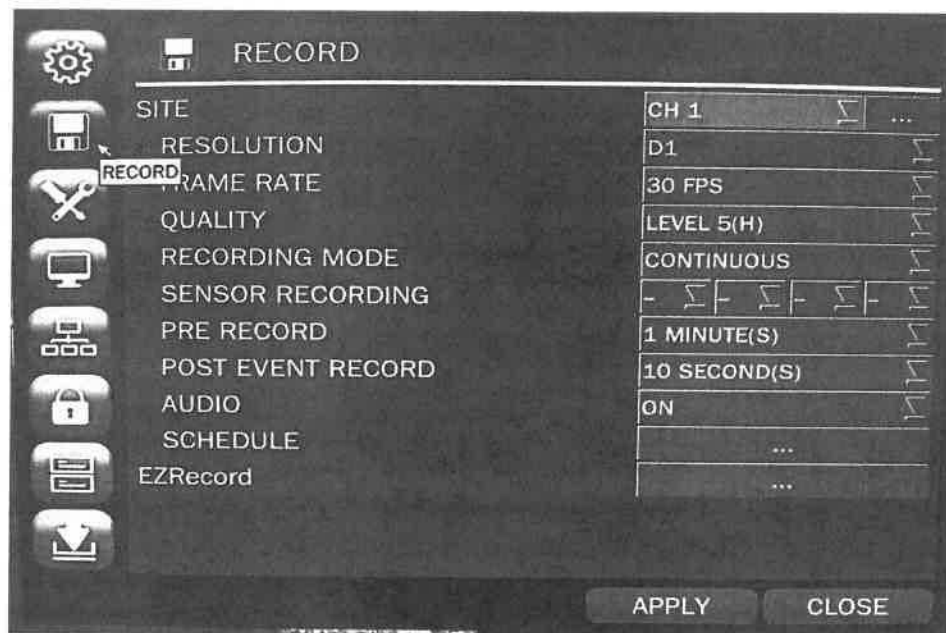 RECORD
SITE CH 1 ...
RESOLUTION D1
RECORD
FRAME RATE 30 FPS
QUALITY LEVEL 5(H)
RECORDING MODE CONTINUOUS
SENSOR RECORDING - - - -
PRE RECORD 1 MINUTE(S)
POST EVENT RECORD 10 SECOND(S)
AUDIO ON
SCHEDULE ...
EZRecord ...
APPLY CLOSE